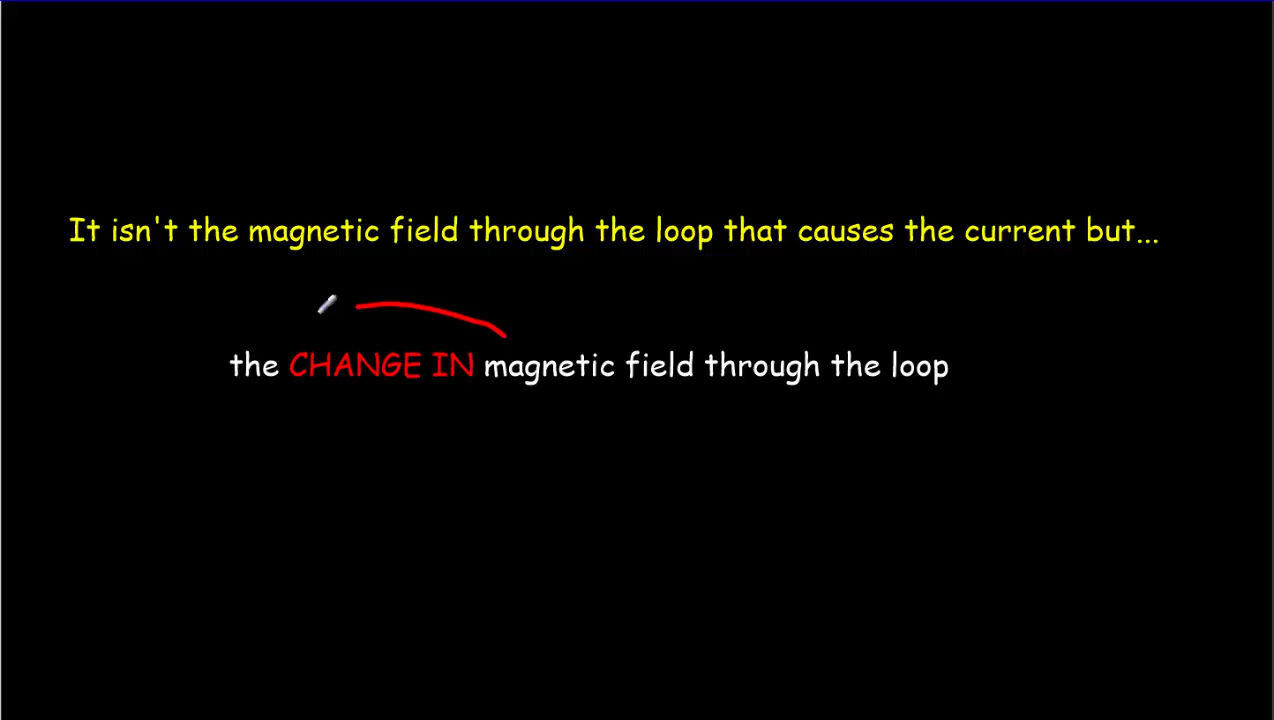 It isn't the magnetic field through the loop that causes the current but...
the CHANGE IN magnetic field through the loop